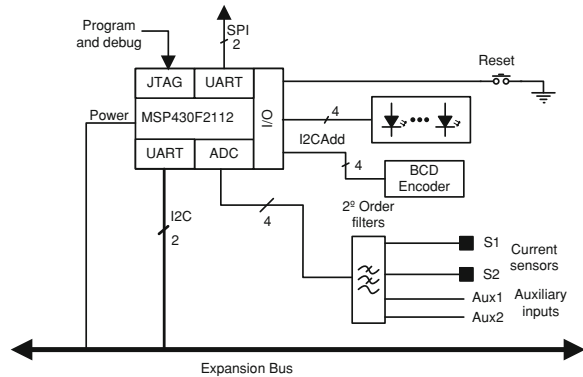 Program
and debug
SPI
2
Reset
JTAG
UART
Power
MSP430F2112
I/O
4
I2CAdd
UART
ADC
4
BCD
Encoder
I2C
2
4
2º Order
filters
S1
S2
Current
sensors
Aux1
Aux2
Auxiliary
inputs
Expansion Bus